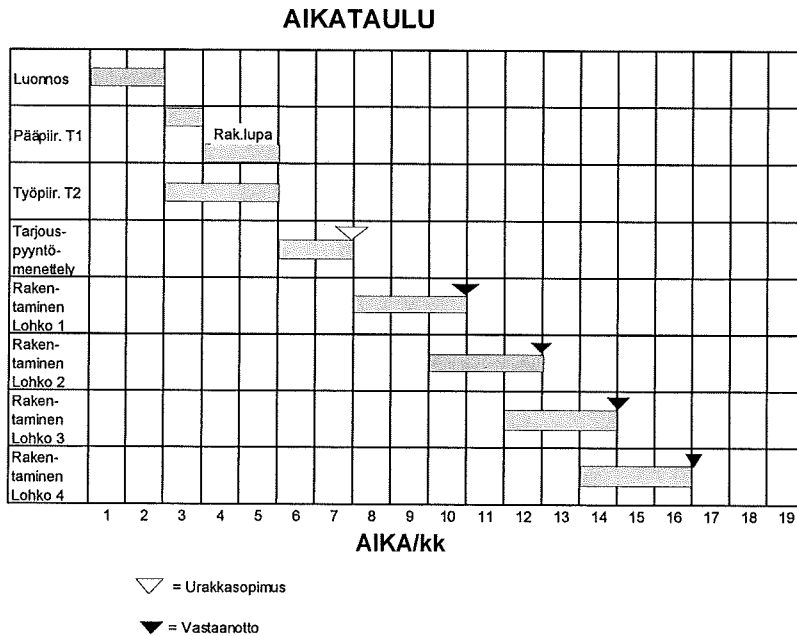 AIKATAULU
Luonnos
Pääpiir. T1
Rak.lupa
Työpiir. T2
Tarjous-
pyyntö-
menettely
Raken-
taminen
Lohko 1
Raken-
taminen
Lohko 2
Raken-
taminen
Lohko 3
Raken-
taminen
Lohko 4
1 2 3 4 5 6 7 8 9 10 11 12 13 14 15 16 17 18 19
AIKA/kk
= Urakkasopimus
= Vastaanotto